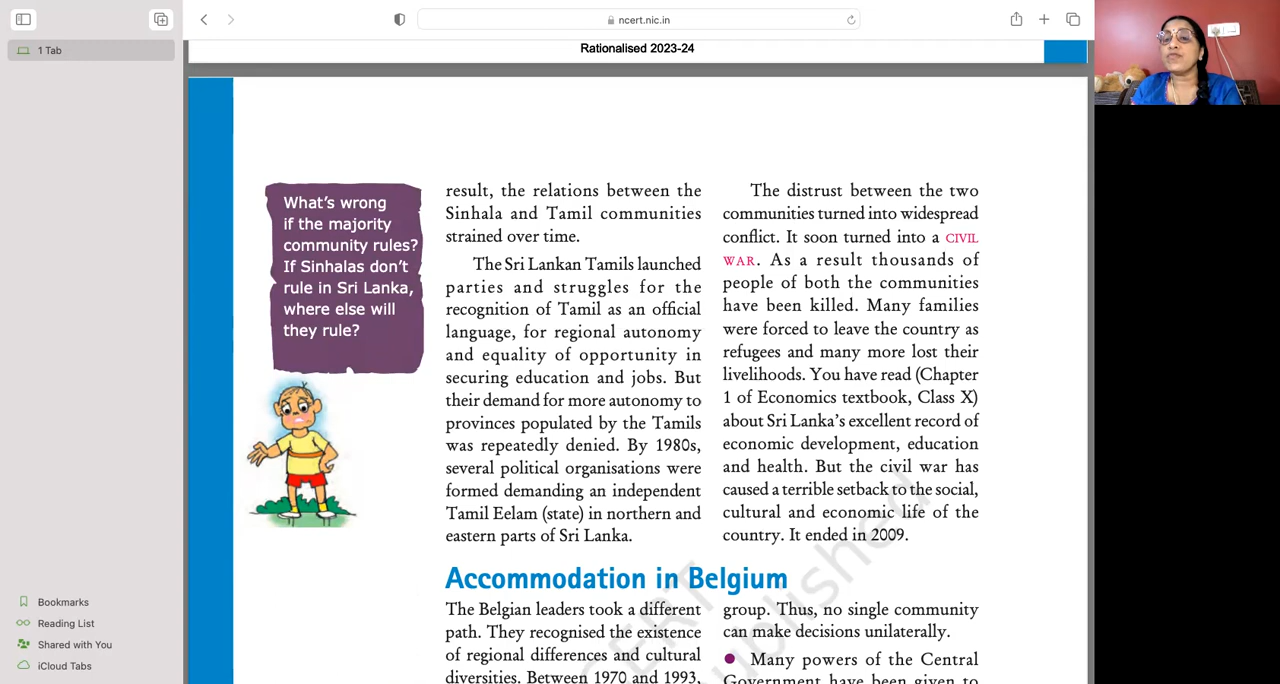 1 Tab
ncert.nic.in
Rationalised 2023-24
What's wrong
if the majority
community rules?
If Sinhalas don't
rule in Sri Lanka,
where else will
they rule?
result, the relations between the
Sinhala and Tamil communities
strained over time.
The Sri Lankan Tamils launched
parties and struggles for the
recognition of Tamil as an official
language, for regional autonomy
and equality of opportunity in
securing education and jobs. But
their demand for more autonomy to
provinces populated by the Tamils
was repeatedly denied. By 1980s,
several political organisations were
formed demanding an independent
Tamil Eelam (state) in northern and
eastern parts of Sri Lanka.
The distrust between the two
communities turned into widespread
conflict. It soon turned into a CIVIL
WAR. As a result thousands of
people of both the communities
have been killed. Many families
were forced to leave the country as
refugees and many more lost their
livelihoods. You have read (Chapter
1 of Economics textbook, Class X)
about Sri Lanka's excellent record of
economic development, education
and health. But the civil war has
caused a terrible setback to the social,
cultural and economic life of the
country. It ended in 2009.
Accommodation in Belgium
The Belgian leaders took a different
path. They recognised the existence
of regional differences and cultural
diversities. Between 1970 and 1993,
group. Thus, no single community
can make decisions unilaterally.
Many powers of the Central
Government have been given to
Bookmarks
Reading List
Shared with You
iCloud Tabs